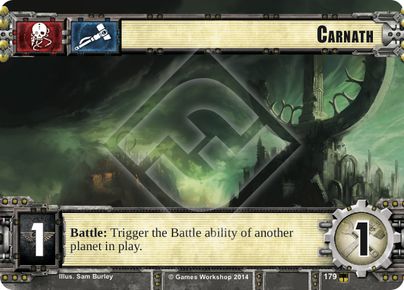 Carnath
1
Battle: Trigger the Battle ability of another
planet in play.
1
Illus. Sam Burley
© Games Workshop 2014
179